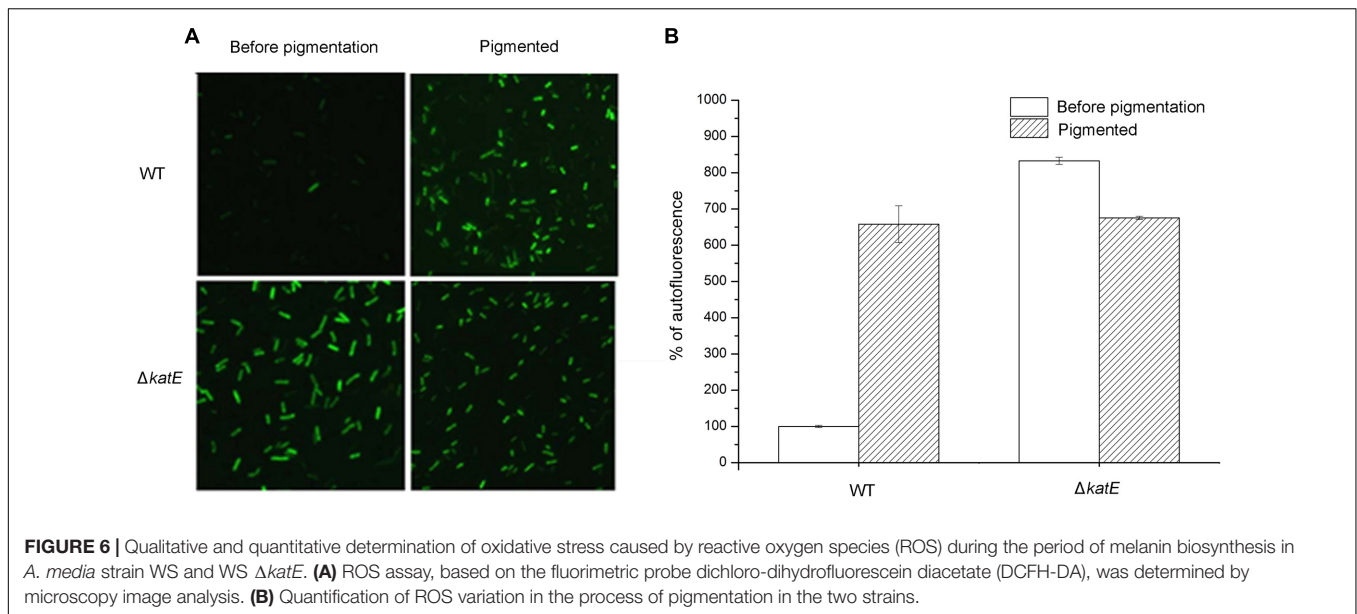 A
Before pigmentation
Pigmented
WT
ΔkatE
B
1000
900
800
700
600
500
400
300
200
100
0
% of autofluorescence
Before pigmentation
Pigmented
WT
ΔkatE
FIGURE 6 | Qualitative and quantitative determination of oxidative stress caused by reactive oxygen species (ROS) during the period of melanin biosynthesis in
A. media strain WS and WS ΔkatE. (A) ROS assay, based on the fluorimetric probe dichloro-dihydrofluorescein diacetate (DCFH-DA), was determined by
microscopy image analysis. (B) Quantification of ROS variation in the process of pigmentation in the two strains.